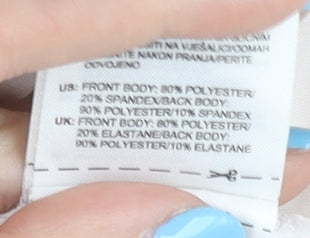 SITI NA VJEŠALICI/ODMAH
NAKON PRANJA/PERITE
ODVOJENO
US: FRONT BODY: 80% POLYESTER/
20% SPANDEX/BACK BODY:
90% POLYESTER/10% SPANDEX
UK: FRONT BODY: 80% POLYESTER/
20% ELASTANE/BACK BODY:
90% POLYESTER/10% ELASTANE